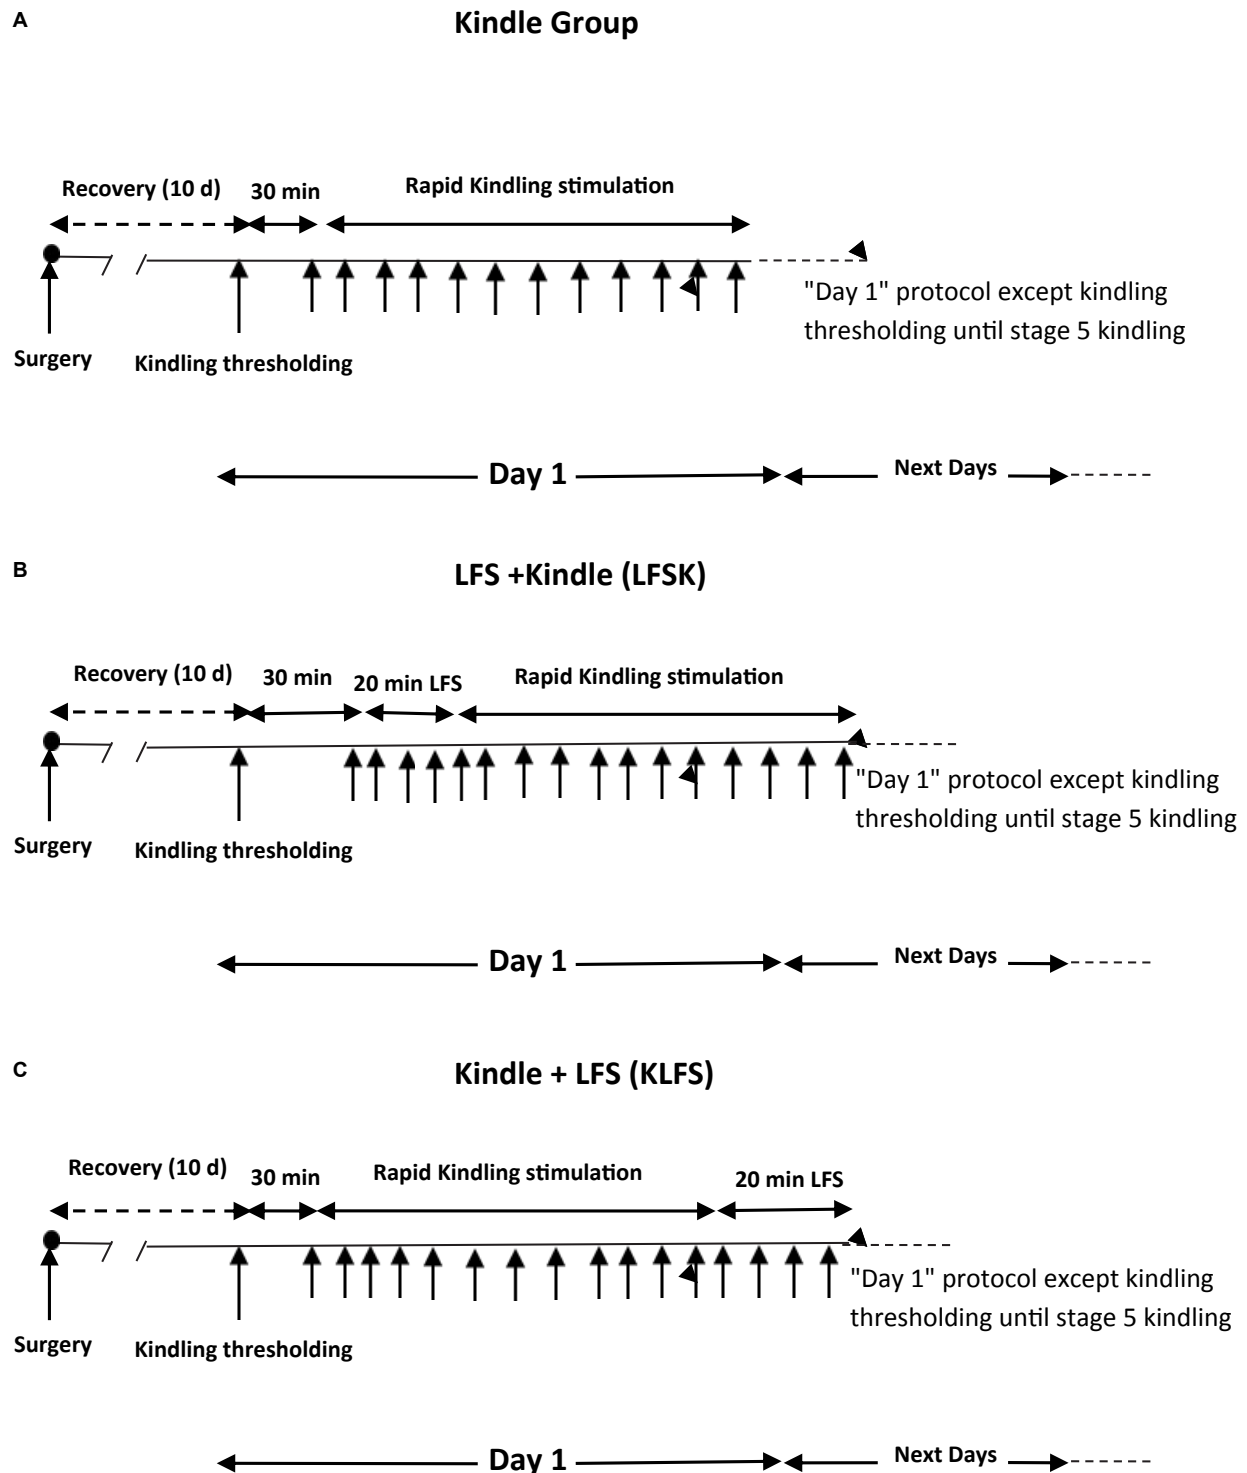 A
Kindle Group
Recovery (10 d)
30 min
Rapid Kindling stimulation
"Day 1" protocol except kindling
thresholding until stage 5 kindling
Surgery
Kindling thresholding
Day 1
Next Days
B
LFS +Kindle (LFSK)
Recovery (10 d)
30 min
20 min LFS
Rapid Kindling stimulation
"Day 1" protocol except kindling
thresholding until stage 5 kindling
Surgery
Kindling thresholding
Day 1
Next Days
C
Kindle + LFS (KLFS)
Recovery (10 d)
30 min
Rapid Kindling stimulation
20 min LFS
"Day 1" protocol except kindling
thresholding until stage 5 kindling
Surgery
Kindling thresholding
Day 1
Next Days